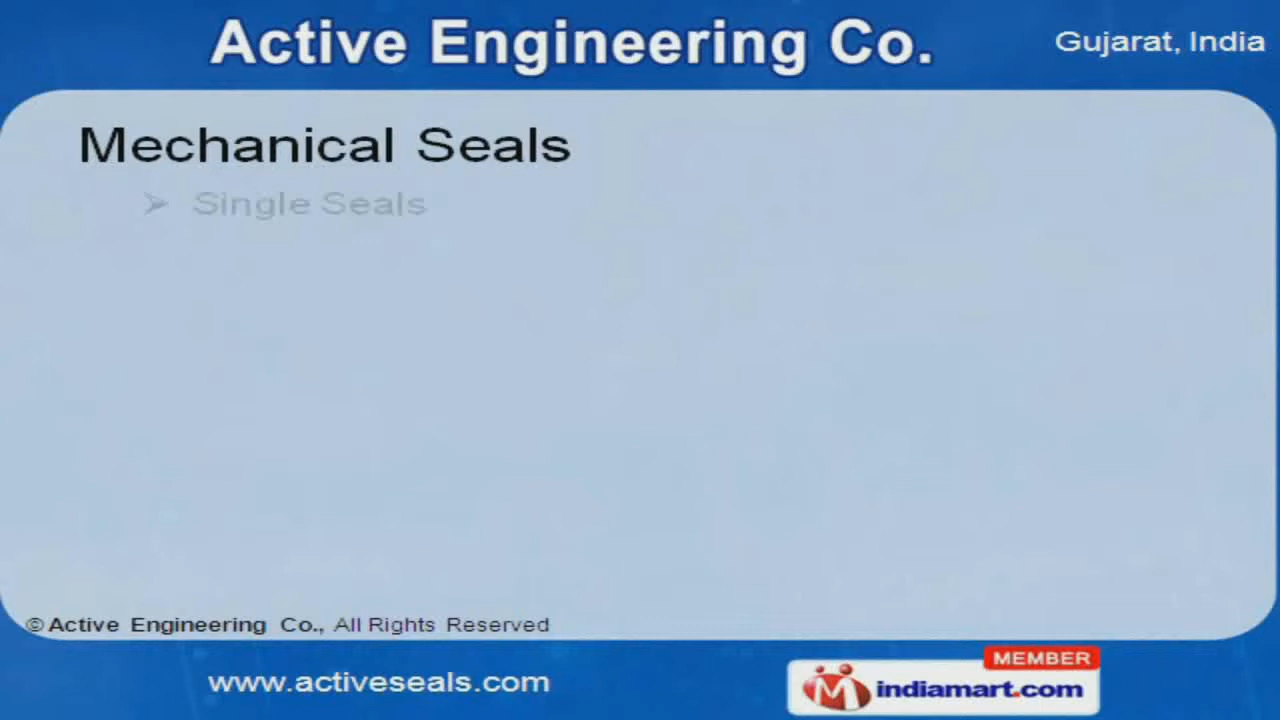 Active Engineering Co.
Gujarat, India
Mechanical Seals
➢ Single Seals
© Active Engineering Co., All Rights Reserved
www.activeseals.com
MEMBER
indiamart.com